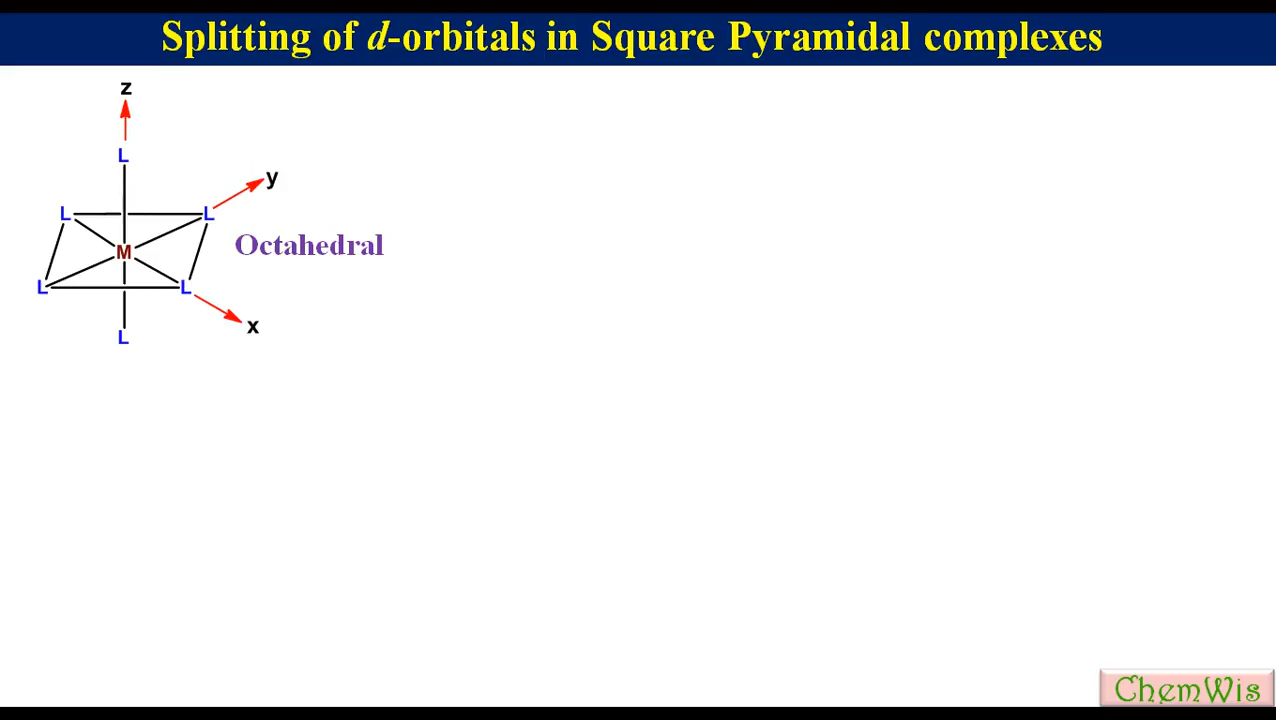 Splitting of d-orbitals in Square Pyramidal complexes
z
L
y
L L
Octahedral
M
L L
x
L
ChemWis